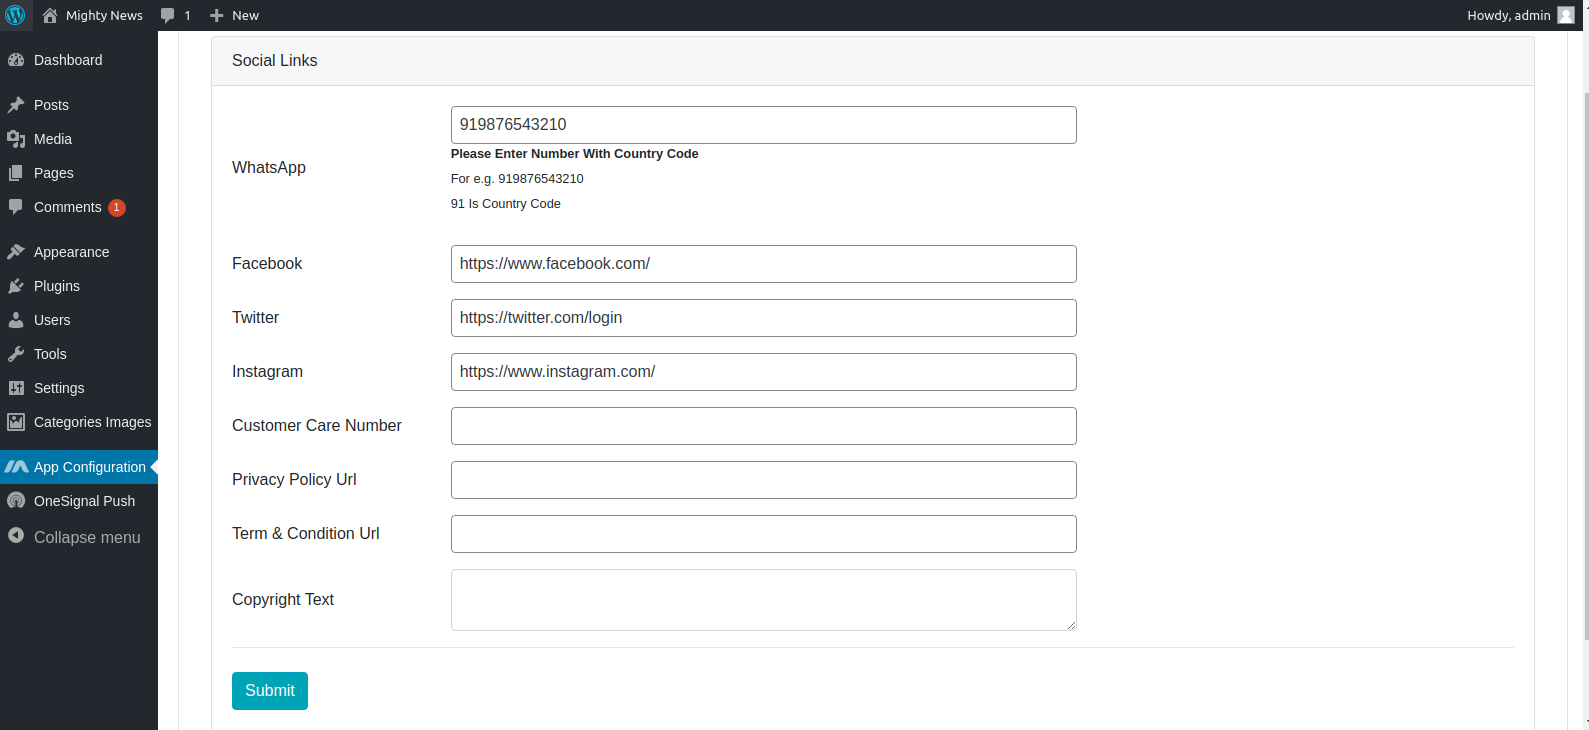 Mighty News 1 New Howdy, admin
Dashboard
Posts
Media
Pages
Comments 1
Appearance
Plugins
Users
Tools
Settings
Categories Images
App Configuration
OneSignal Push
Collapse menu
Social Links
WhatsApp
919876543210
Please Enter Number With Country Code
For e.g. 919876543210
91 Is Country Code
Facebook
https://www.facebook.com/
Twitter
https://twitter.com/login
Instagram
https://www.instagram.com/
Customer Care Number
Privacy Policy Url
Term & Condition Url
Copyright Text
Submit